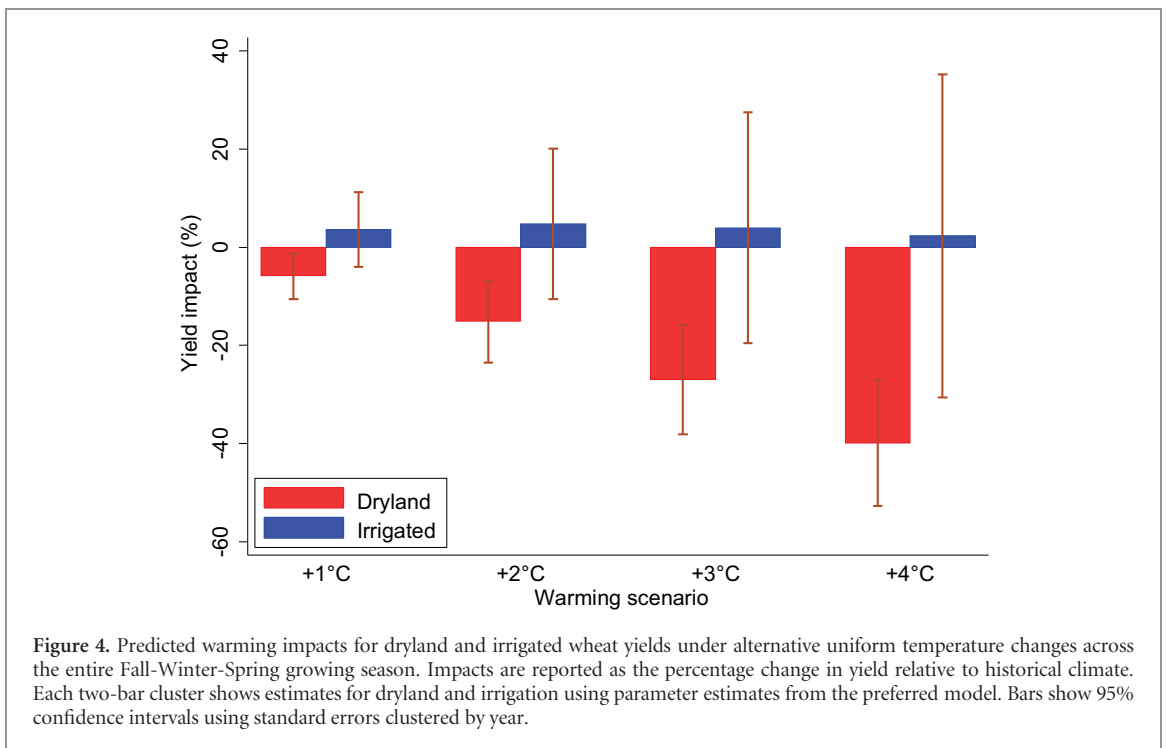 40
20
0
-20
-40
-60
Yield impact (%)
Dryland
Irrigated
+1°C +2°C +3°C +4°C
Warming scenario
Figure 4. Predicted warming impacts for dryland and irrigated wheat yields under alternative uniform temperature changes across
the entire Fall-Winter-Spring growing season. Impacts are reported as the percentage change in yield relative to historical climate.
Each two-bar cluster shows estimates for dryland and irrigation using parameter estimates from the preferred model. Bars show 95%
confidence intervals using standard errors clustered by year.